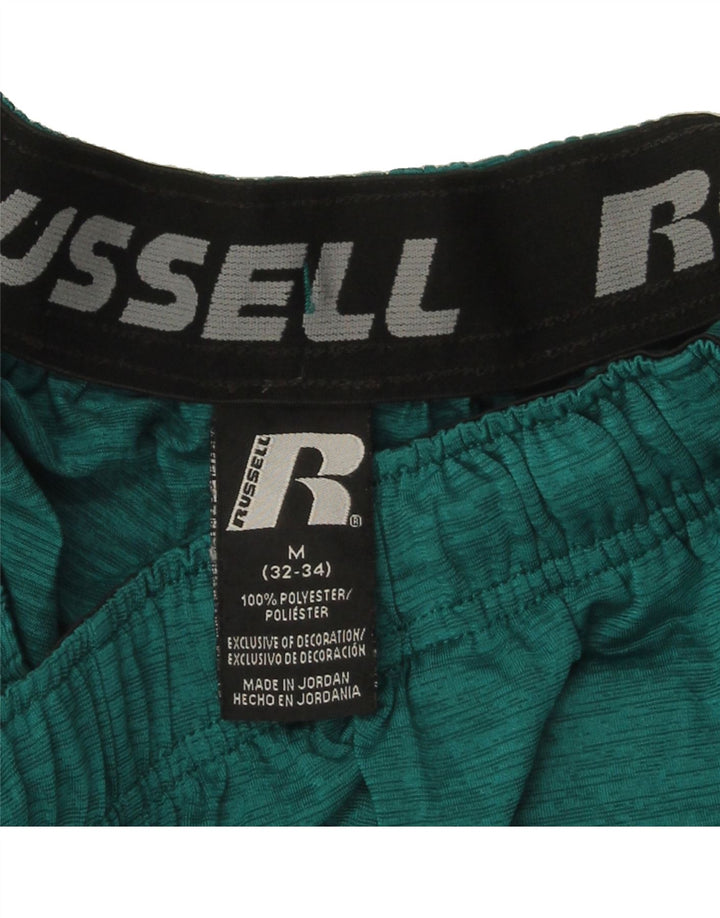 USSELL R
RUSSELL
R
®
M
(32-34)
100% POLYESTER/
POLIÉSTER
EXCLUSIVE OF DECORATION/
EXCLUSIVO DE DECORACIÓN
MADE IN JORDAN
HECHO EN JORDANIA